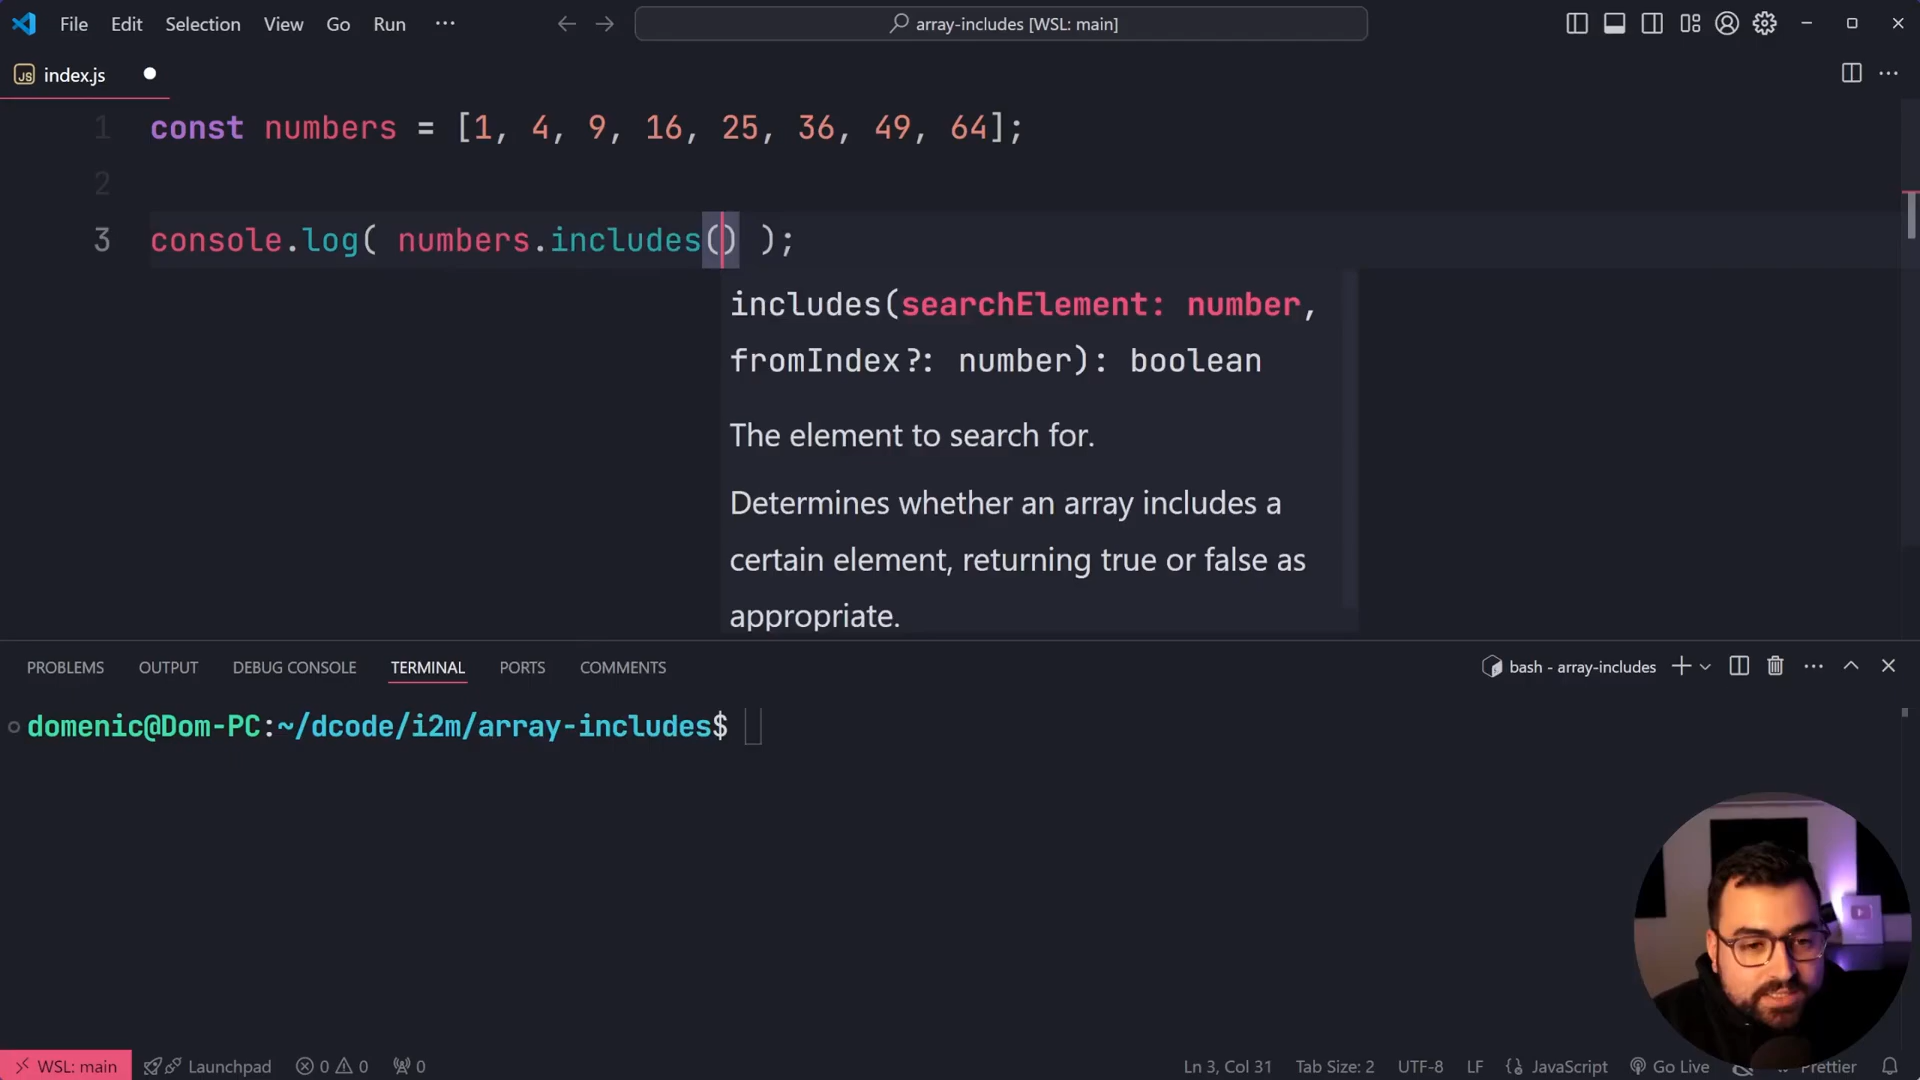 File Edit Selection View Go Run ··· array-includes [WSL: main]
JS index.js
1 const numbers = [1, 4, 9, 16, 25, 36, 49, 64];
2
3 console.log( numbers.includes() );
includes(searchElement: number,
fromIndex?: number): boolean
The element to search for.
Determines whether an array includes a
certain element, returning true or false as
appropriate.
PROBLEMS OUTPUT DEBUG CONSOLE TERMINAL PORTS COMMENTS bash - array-includes
domenic@Dom-PC:~/dcode/i2m/array-includes$
WSL: main Launchpad 0 0 0 Ln 3, Col 31 Tab Size: 2 UTF-8 LF {} JavaScript Go Live Prettier